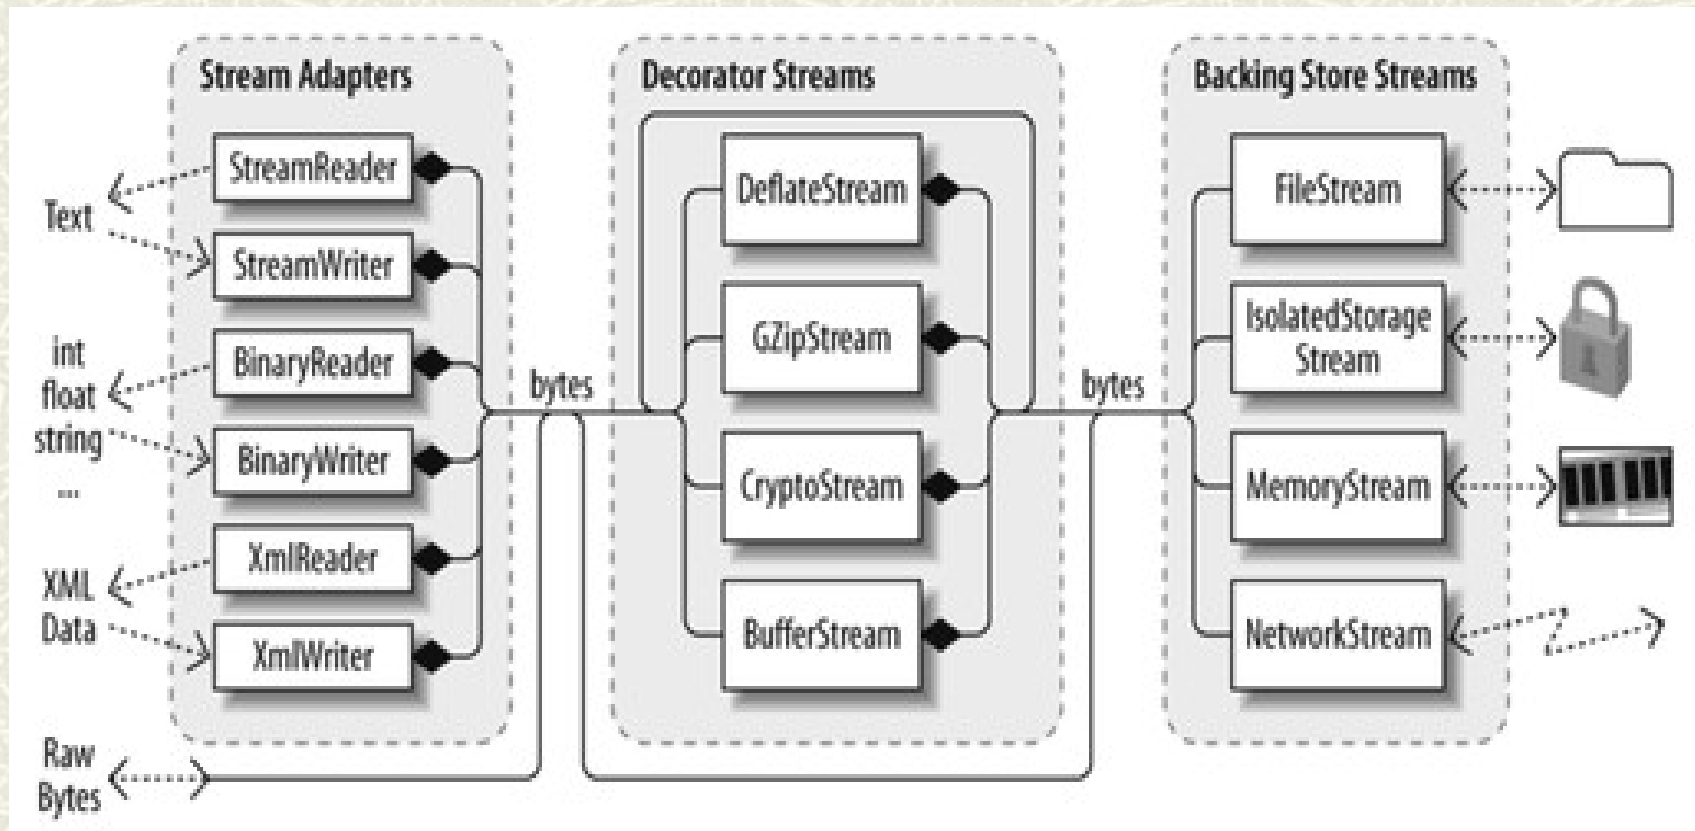 Stream Adapters
StreamReader
StreamWriter
BinaryReader
BinaryWriter
XmlReader
XmlWriter
Text
int
float
string
...
XML
Data
Raw
Bytes
bytes
Decorator Streams
DeflateStream
GZipStream
CryptoStream
BufferStream
bytes
Backing Store Streams
FileStream
IsolatedStorage
Stream
MemoryStream
NetworkStream